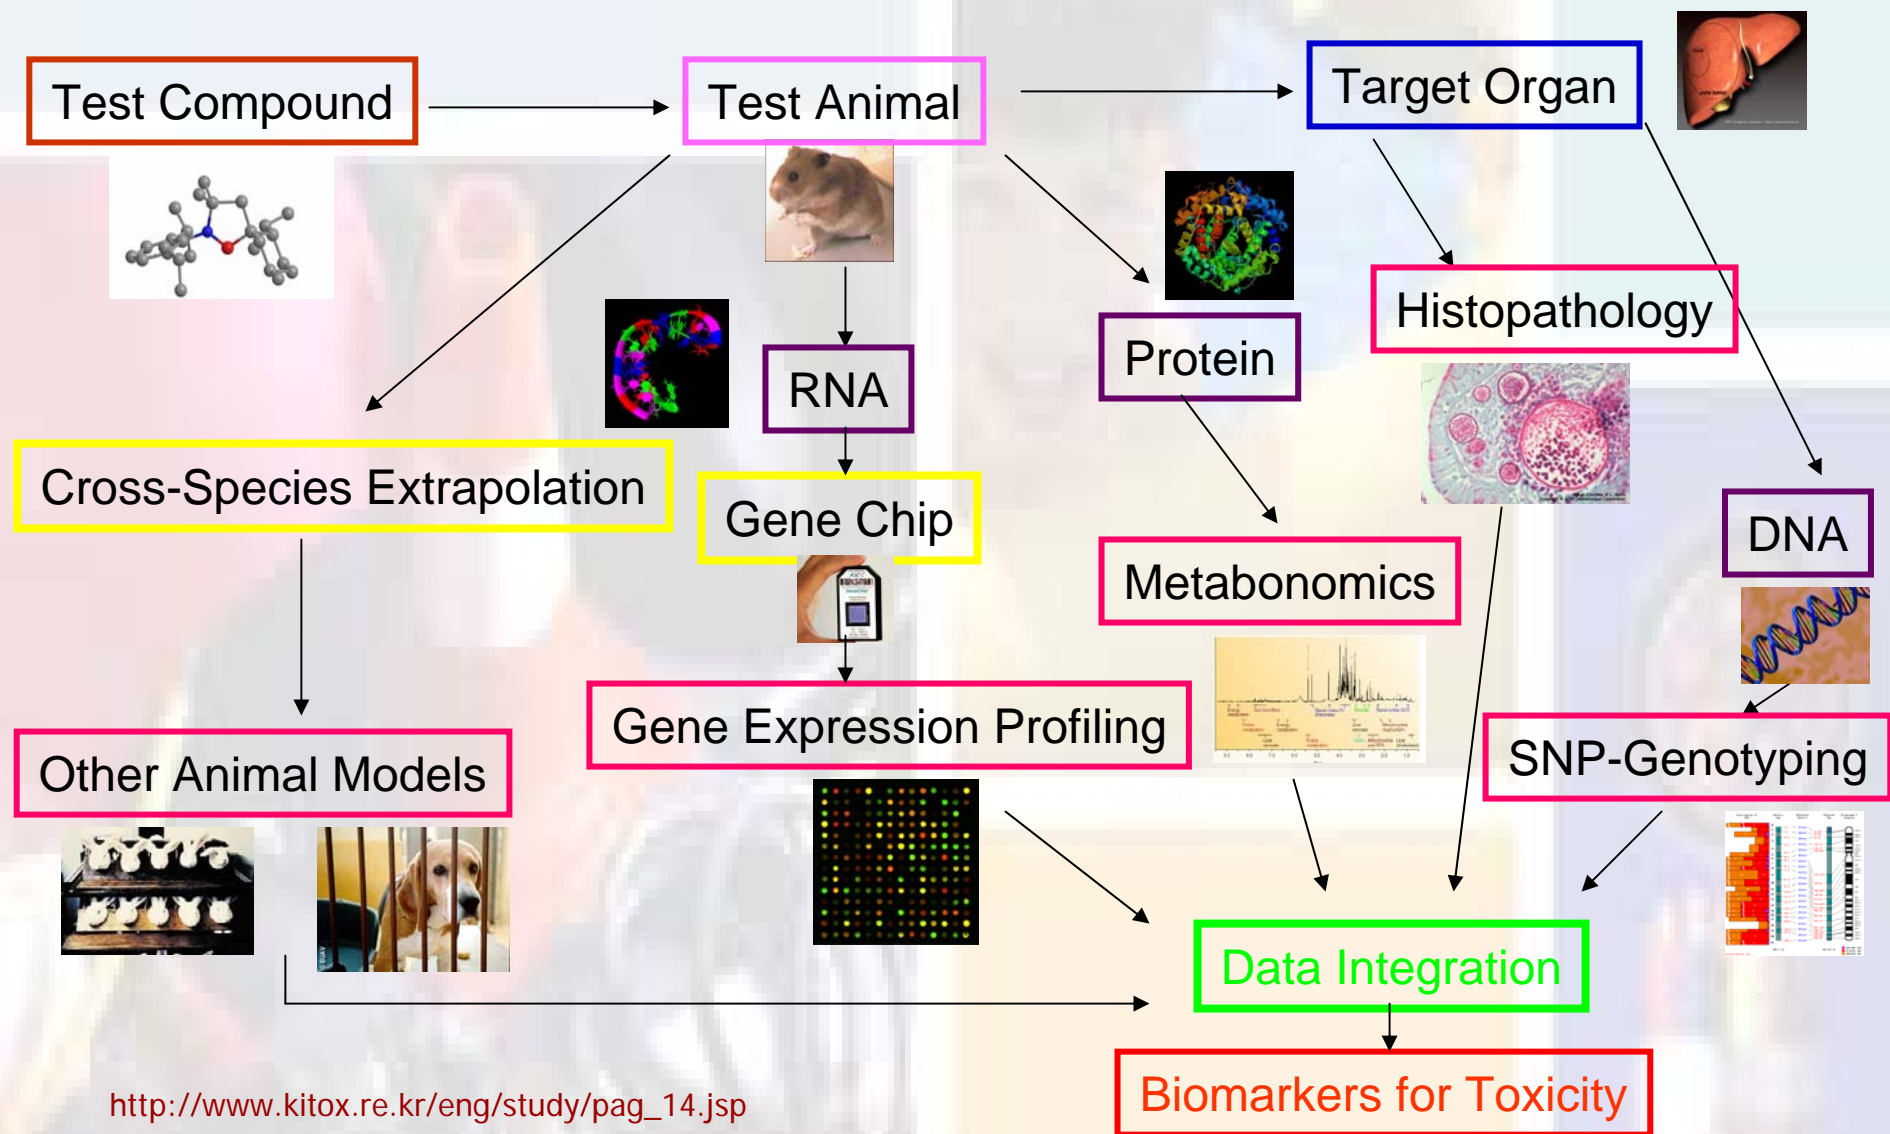 Test Compound
Test Animal
Target Organ
Histopathology
Protein
RNA
Cross-Species Extrapolation
Gene Chip
DNA
Metabonomics
Gene Expression Profiling
SNP-Genotyping
Other Animal Models
Data Integration
Biomarkers for Toxicity
http://www.kitox.re.kr/eng/study/pag_14.jsp